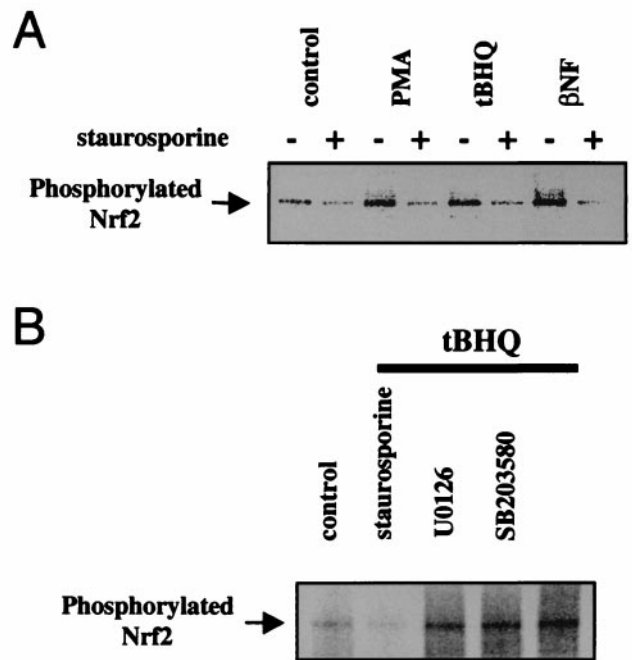 A
control
PMA
tBHQ
βNF
staurosporine - + - + - + - +
Phosphorylated
Nrf2
B
tBHQ
control
staurosporine
U0126
SB203580
Phosphorylated
Nrf2